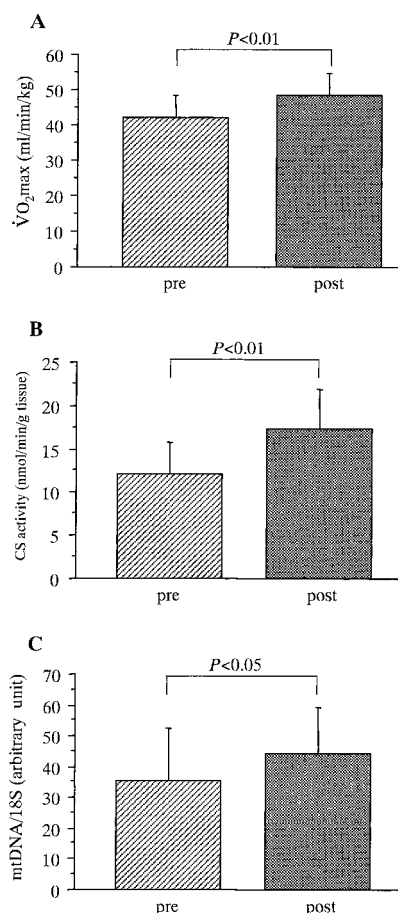 A
P<0.01
V̇O₂max (ml/min/kg)
60
50
40
30
20
10
0
pre post
B
P<0.01
CS activity (nmol/min/g tissue)
25
20
15
10
5
0
pre post
C
P<0.05
mtDNA/18S (arbitrary unit)
70
60
50
40
30
20
10
0
pre post